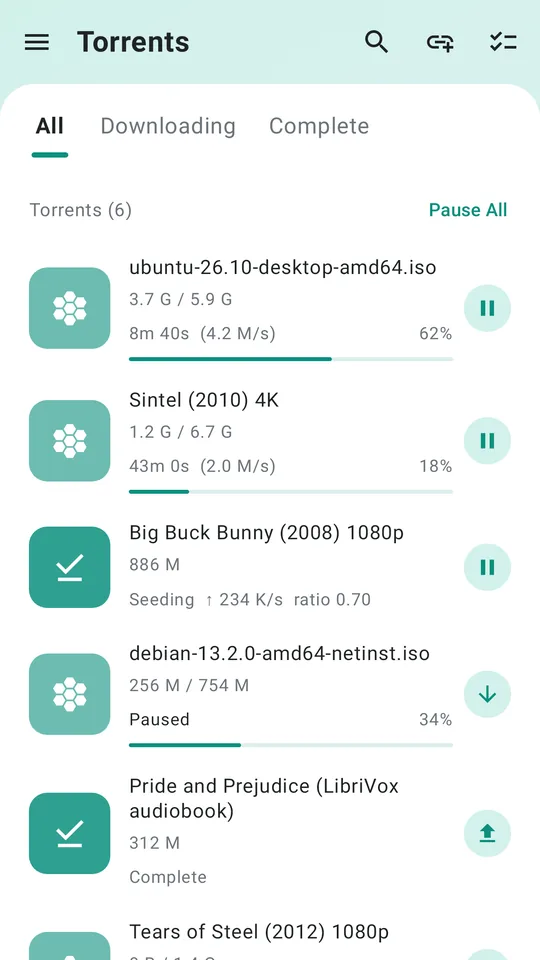 Torrents
All Downloading Complete
Torrents (6) Pause All
ubuntu-26.10-desktop-amd64.iso
3.7 G / 5.9 G
8m 40s (4.2 M/s) 62%
Sintel (2010) 4K
1.2 G / 6.7 G
43m 0s (2.0 M/s) 18%
Big Buck Bunny (2008) 1080p
886 M
Seeding ↑ 234 K/s ratio 0.70
debian-13.2.0-amd64-netinst.iso
256 M / 754 M
Paused 34%
Pride and Prejudice (LibriVox
audiobook)
312 M
Complete
Tears of Steel (2012) 1080p